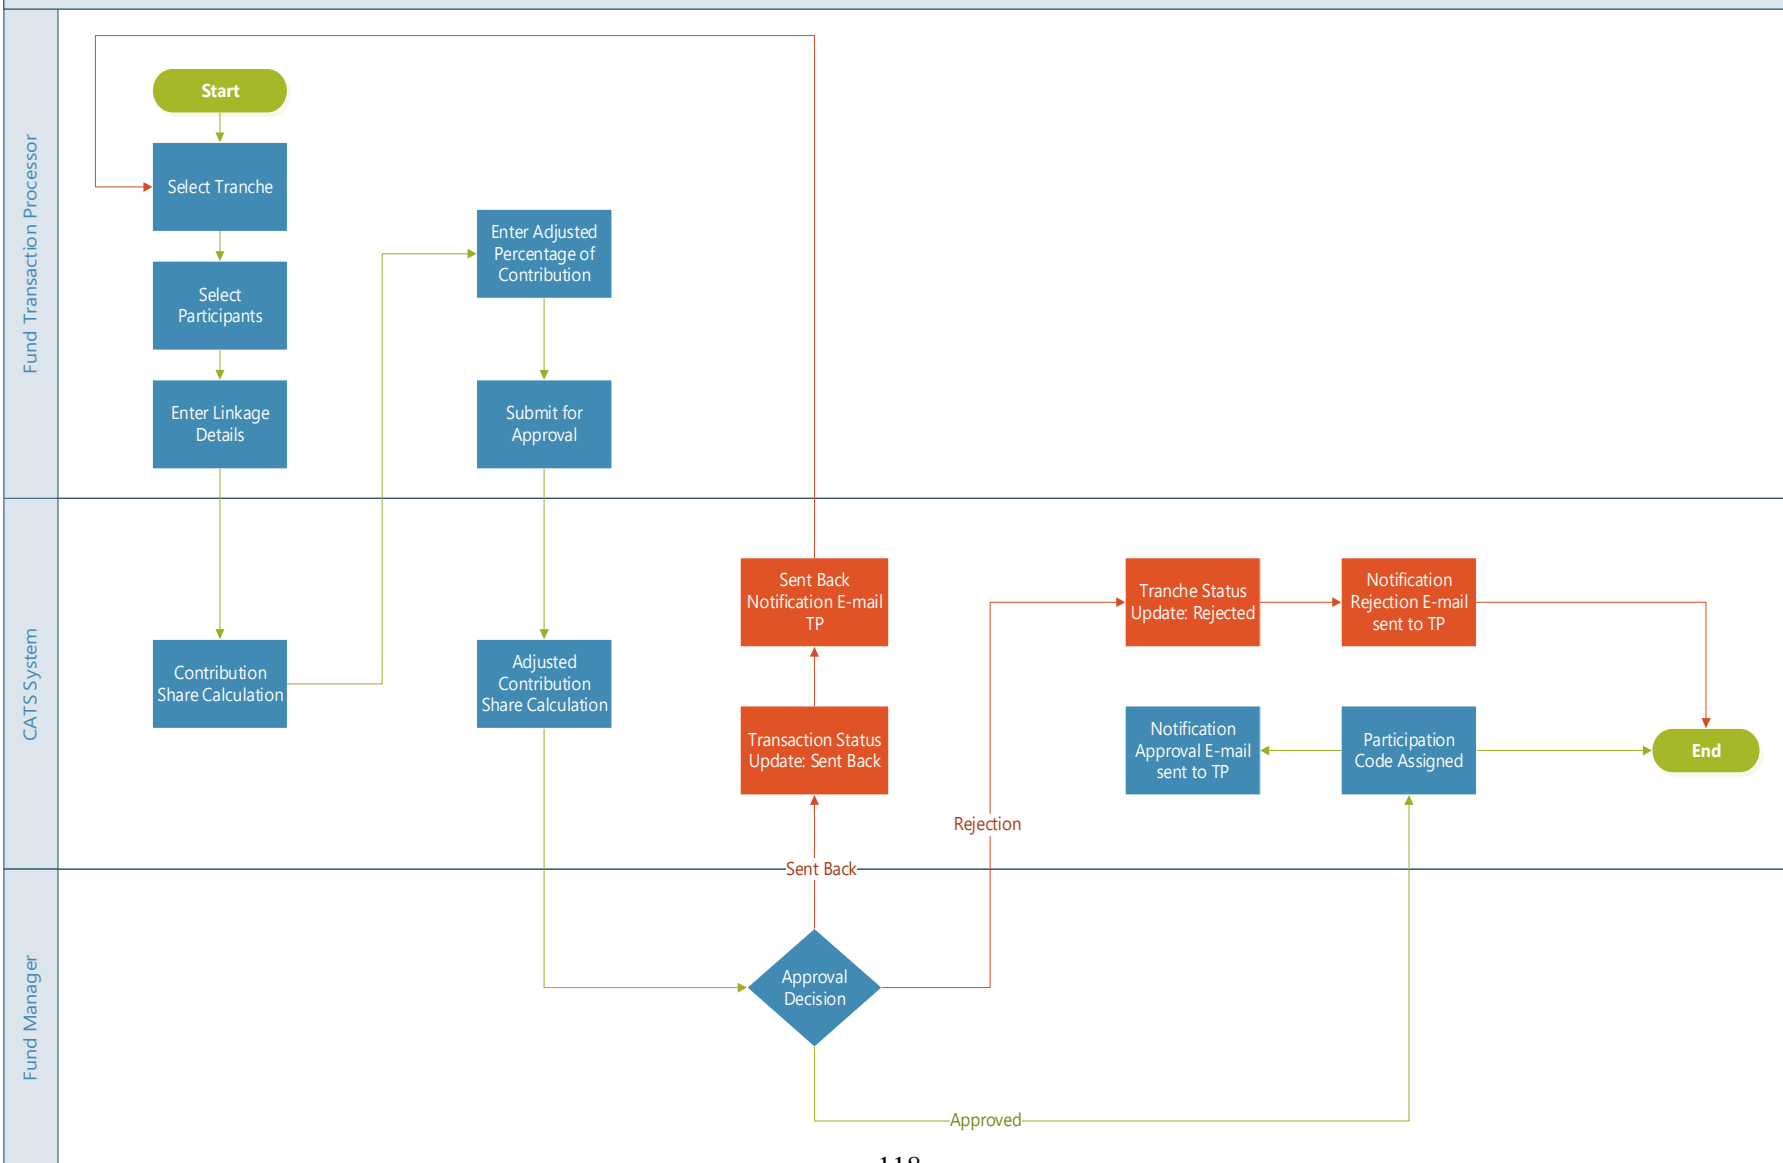 Fund Transaction Processor
Start
Select Tranche
Select
Participants
Enter Linkage
Details
Enter Adjusted
Percentage of
Contribution
Submit for
Approval
CATS System
Contribution
Share Calculation
Adjusted
Contribution
Share Calculation
Sent Back
Notification E-mail
TP
Transaction Status
Update: Sent Back
Tranche Status
Update: Rejected
Notification
Rejection E-mail
sent to TP
Notification
Approval E-mail
sent to TP
Participation
Code Assigned
End
Rejection
Sent Back
Fund Manager
Approval
Decision
Approved
118